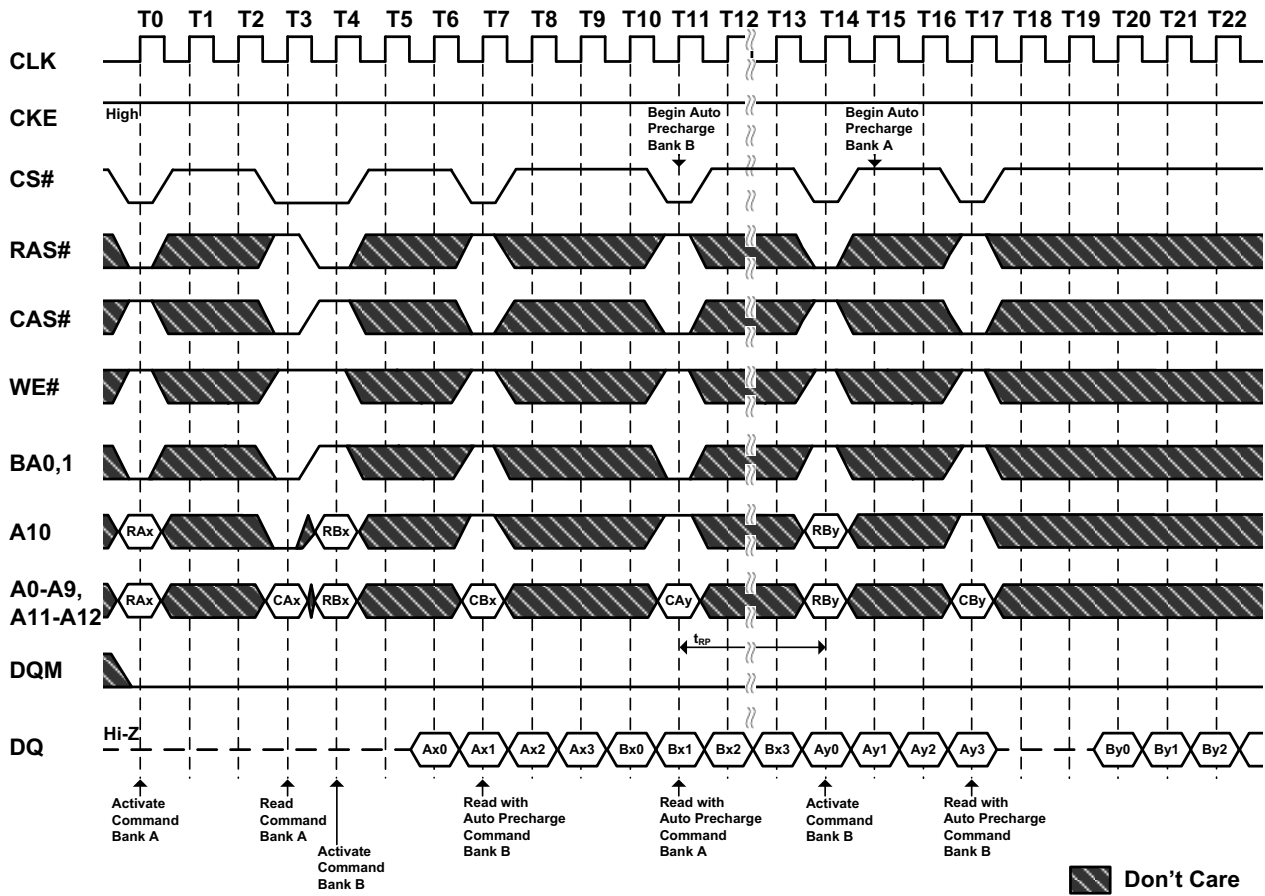 T0 T1 T2 T3 T4 T5 T6 T7 T8 T9 T10 T11 T12 T13 T14 T15 T16 T17 T18 T19 T20 T21 T22
CLK
CKE
High
Begin Auto
Precharge
Bank B
Begin Auto
Precharge
Bank A
CS#
RAS#
CAS#
WE#
BA0,1
A10
RAx RBx RBy
A0-A9,
A11-A12
RAx CAx RBx CBx CAy RBy CBy
tRP
DQM
DQ
Hi-Z
Ax0 Ax1 Ax2 Ax3 Bx0 Bx1 Bx2 Bx3 Ay0 Ay1 Ay2 Ay3 By0 By1 By2
Activate
Command
Bank A
Read
Command
Bank A
Activate
Command
Bank B
Read with
Auto Precharge
Command
Bank B
Read with
Auto Precharge
Command
Bank A
Activate
Command
Bank B
Read with
Auto Precharge
Command
Bank B
Don't Care